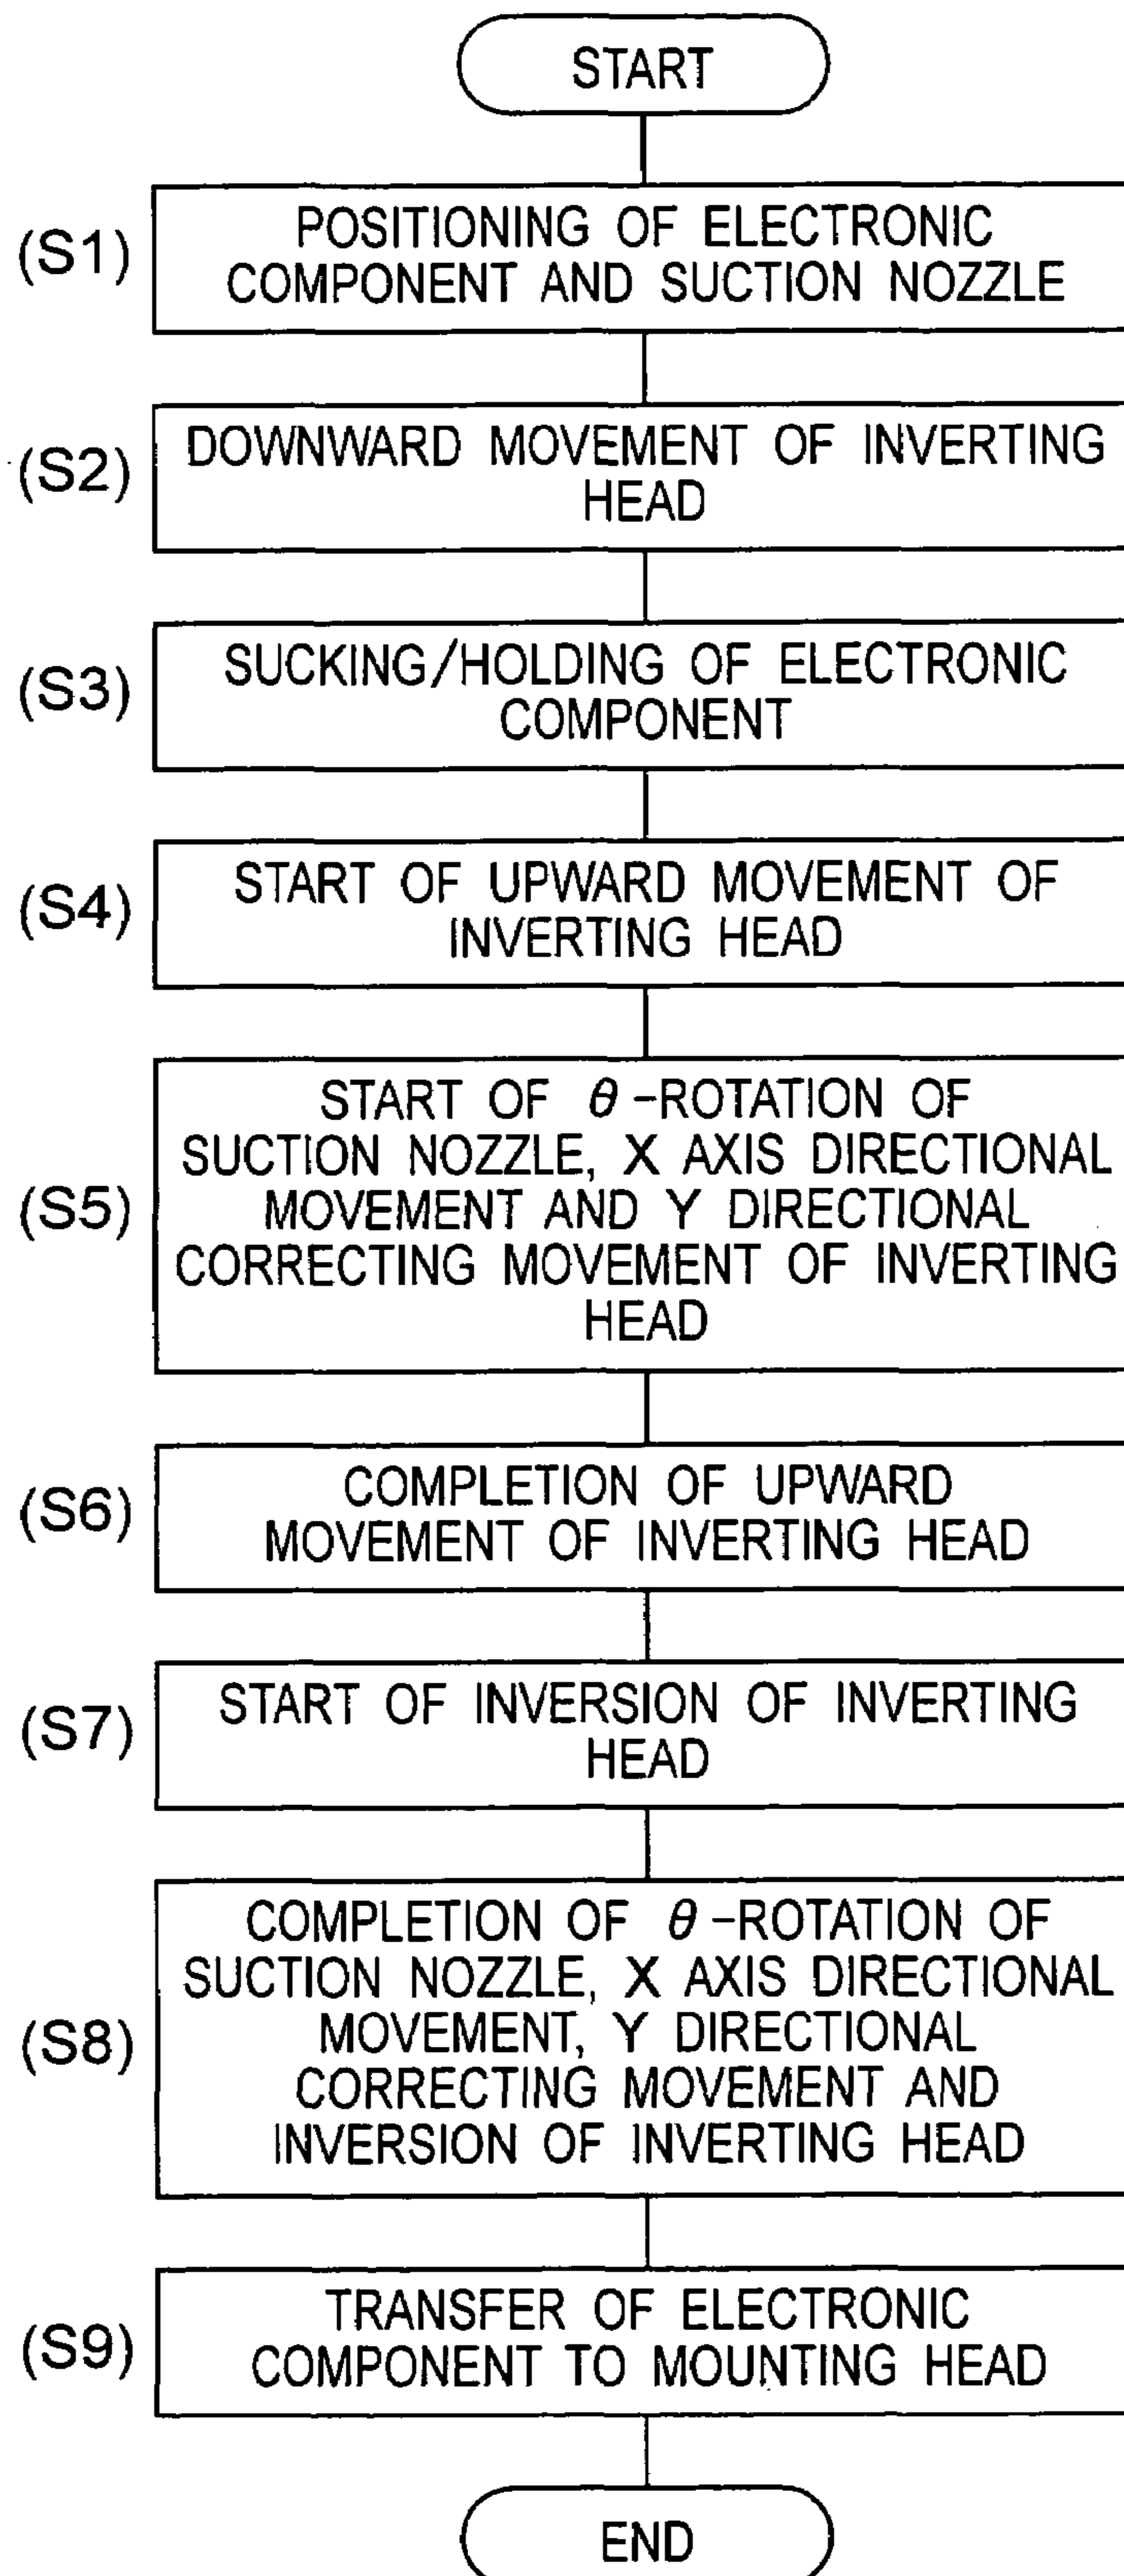 START
(S1)
POSITIONING OF ELECTRONIC
COMPONENT AND SUCTION NOZZLE
(S2)
DOWNWARD MOVEMENT OF INVERTING
HEAD
(S3)
SUCKING/HOLDING OF ELECTRONIC
COMPONENT
(S4)
START OF UPWARD MOVEMENT OF
INVERTING HEAD
(S5)
START OF θ-ROTATION OF
SUCTION NOZZLE, X AXIS DIRECTIONAL
MOVEMENT AND Y DIRECTIONAL
CORRECTING MOVEMENT OF INVERTING
HEAD
(S6)
COMPLETION OF UPWARD
MOVEMENT OF INVERTING HEAD
(S7)
START OF INVERSION OF INVERTING
HEAD
(S8)
COMPLETION OF θ-ROTATION OF
SUCTION NOZZLE, X AXIS DIRECTIONAL
MOVEMENT, Y DIRECTIONAL
CORRECTING MOVEMENT AND
INVERSION OF INVERTING HEAD
(S9)
TRANSFER OF ELECTRONIC
COMPONENT TO MOUNTING HEAD
END